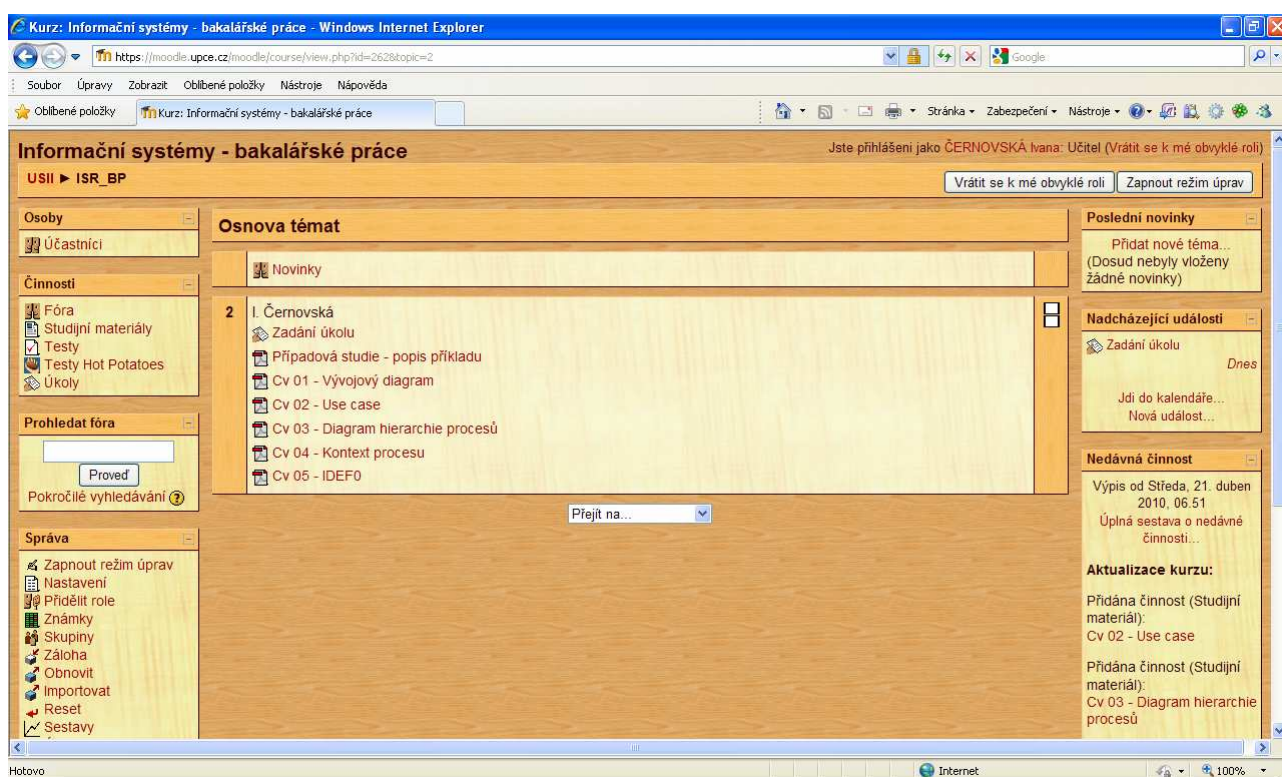 Kurz: Informační systémy - bakalářské práce - Windows Internet Explorer
https://moodle.upce.cz/moodle/course/view.php?id=262&topic=2
Google
Soubor Úpravy Zobrazit Oblíbené položky Nástroje Nápověda
Oblíbené položky
Kurz: Informační systémy - bakalářské práce
Stránka Zabezpečení Nástroje
Informační systémy - bakalářské práce
Jste přihlášeni jako ČERNOVSKÁ Ivana: Učitel (Vrátit se k mé obvyklé roli)
USII ► ISR_BP
Vrátit se k mé obvyklé roli
Zapnout režim úprav
Osoby
Účastníci
Činnosti
Fóra
Studijní materiály
Testy
Testy Hot Potatoes
Úkoly
Prohledat fóra
Proveď
Pokročilé vyhledávání
Správa
Zapnout režim úprav
Nastavení
Přidělit role
Známky
Skupiny
Záloha
Obnovit
Importovat
Reset
Sestavy
Osnova témat
Novinky
2
I. Černovská
Zadání úkolu
Případová studie - popis příkladu
Cv 01 - Vývojový diagram
Cv 02 - Use case
Cv 03 - Diagram hierarchie procesů
Cv 04 - Kontext procesu
Cv 05 - IDEF0
Přejít na...
Poslední novinky
Přidat nové téma...
(Dosud nebyly vloženy
žádné novinky)
Nadcházející události
Zadání úkolu
Dnes
Jdi do kalendáře...
Nová událost...
Nedávná činnost
Výpis od Středa, 21. duben
2010, 06.51
Úplná sestava o nedávné
činnosti...
Aktualizace kurzu:
Přidána činnost (Studijní
materiál):
Cv 02 - Use case
Přidána činnost (Studijní
materiál):
Cv 03 - Diagram hierarchie
procesů
Hotovo
Internet
100%